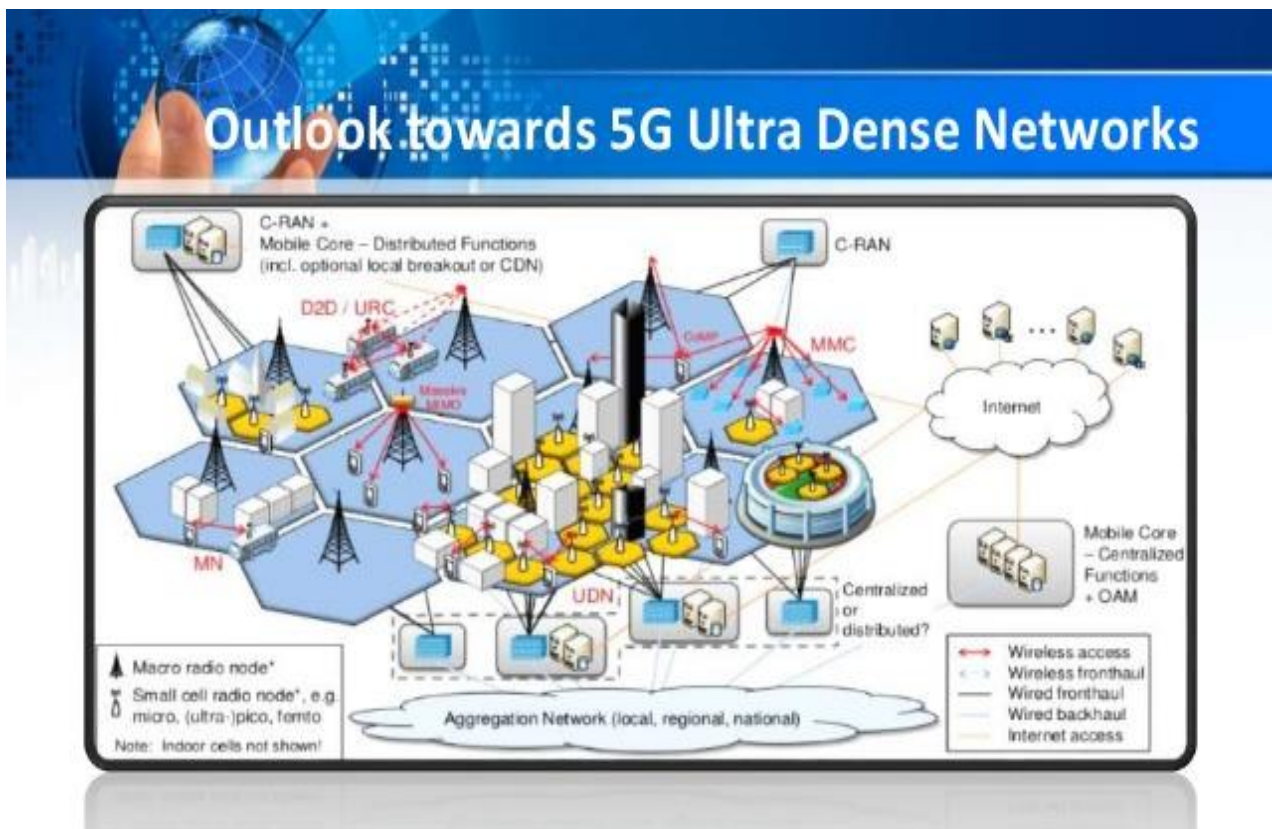 Outlook towards 5G Ultra Dense Networks
C-RAN +
Mobile Core – Distributed Functions
(incl. optional local breakout or CDN)
C-RAN
D2D / URC
CoMP
MMC
Massive
MIMO
Internet
MN
UDN
Mobile Core
– Centralized
Functions
+ OAM
Centralized
or
distributed?
Macro radio node*
Small cell radio node*, e.g.
micro, (ultra-)pico, femto
Note: Indoor cells not shown!
Aggregation Network (local, regional, national)
Wireless access
Wireless fronthaul
Wired fronthaul
Wired backhaul
Internet access